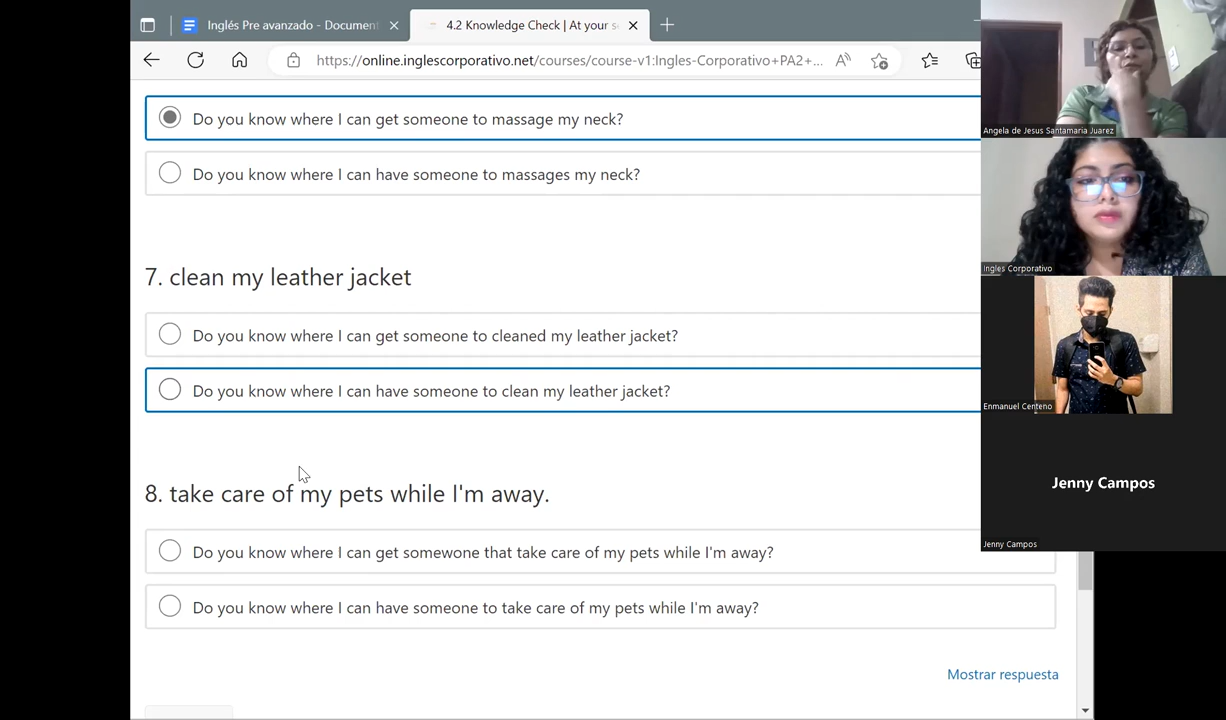 Inglés Pre avanzado - Document
4.2 Knowledge Check | At your se
https://online.inglescorporativo.net/courses/course-v1:Ingles-Corporativo+PA2+...
Do you know where I can get someone to massage my neck?
Do you know where I can have someone to massages my neck?
7. clean my leather jacket
Do you know where I can get someone to cleaned my leather jacket?
Do you know where I can have someone to clean my leather jacket?
8. take care of my pets while I'm away.
Do you know where I can get somewone that take care of my pets while I'm away?
Do you know where I can have someone to take care of my pets while I'm away?
Mostrar respuesta
Angela de Jesus Santamaria Juarez
Ingles Corporativo
Enmanuel Centeno
Jenny Campos
Jenny Campos